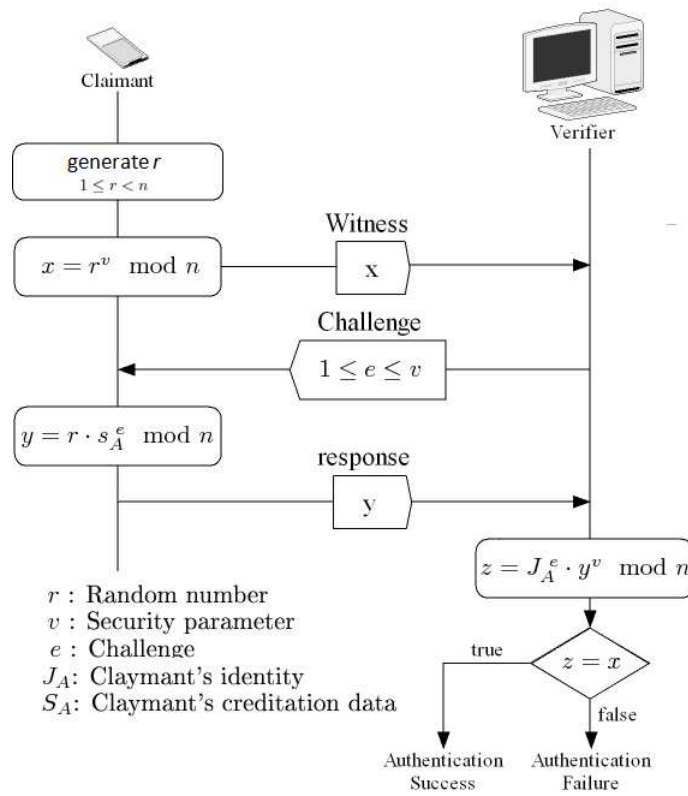 Claimant
Verifier
generate r
1 ≤ r < n
Witness
x = r^v mod n
x
Challenge
1 ≤ e ≤ v
y = r · s_A^e mod n
response
y
z = J_A^e · y^v mod n
r : Random number
v : Security parameter
e : Challenge
J_A: Claymant's identity
S_A: Claymant's creditation data
true
z = x
false
Authentication
Success
Authentication
Failure